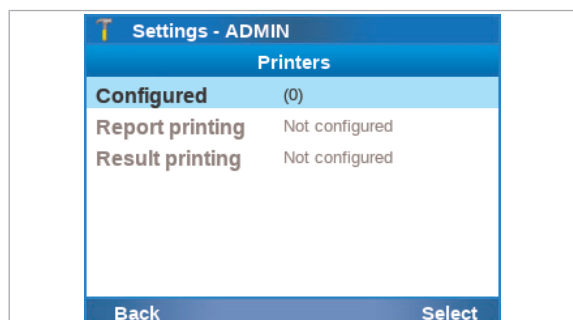 Settings - ADMIN
Printers
Configured (0)
Report printing Not configured
Result printing Not configured
Back Select